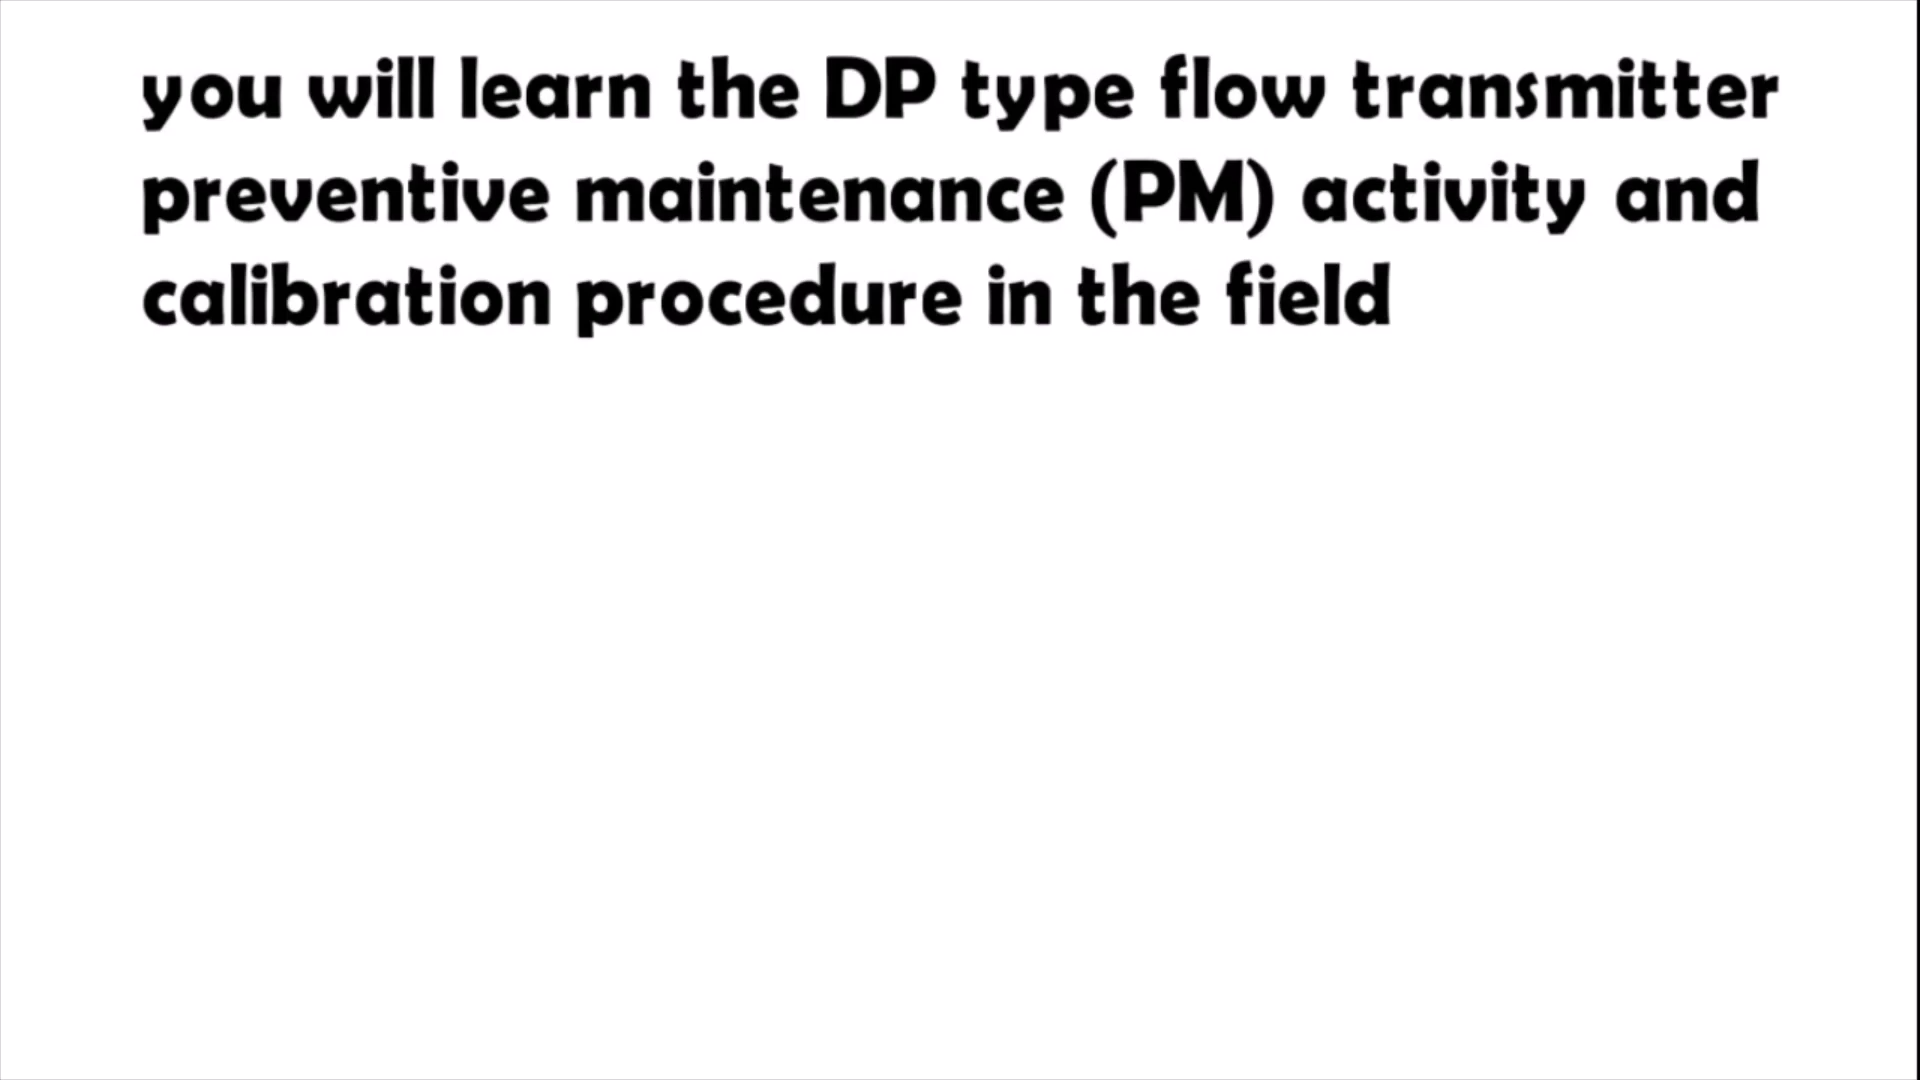 you will learn the DP type flow transmitter
preventive maintenance (PM) activity and
calibration procedure in the field